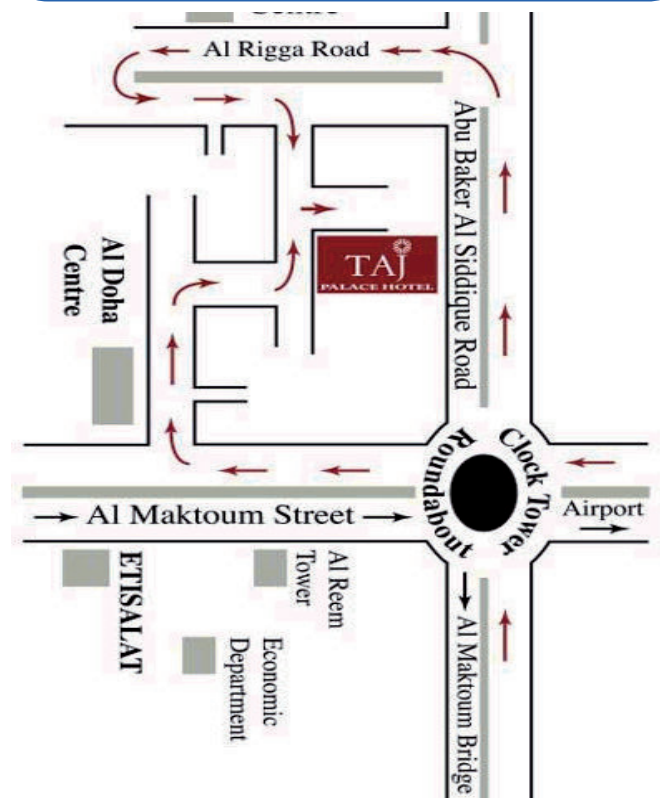 Centre
Al Rigga Road
Abu Baker Al Siddique Road
TAJ
PALACE HOTEL
Al Doha
Centre
Clock Tower
Roundabout
Al Maktoum Street
Airport
ETISALAT
Al Reem
Tower
Economic
Department
Al Maktoum Bridge